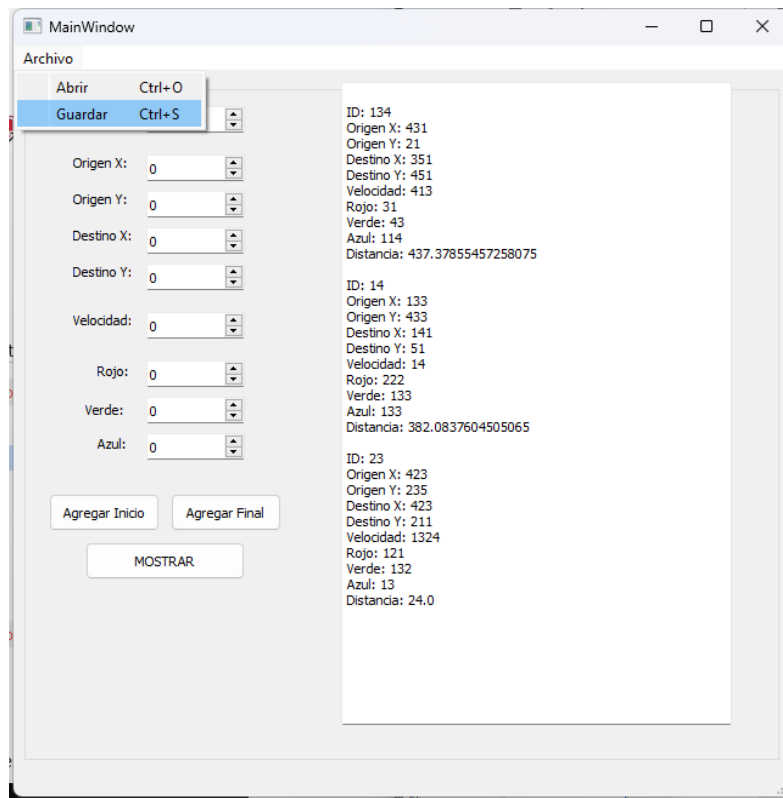 MainWindow
Archivo
Abrir Ctrl+O
Guardar Ctrl+S
Origen X: 0
Origen Y: 0
Destino X: 0
Destino Y: 0
Velocidad: 0
Rojo: 0
Verde: 0
Azul: 0
Agregar Inicio Agregar Final
MOSTRAR
ID: 134
Origen X: 431
Origen Y: 21
Destino X: 351
Destino Y: 451
Velocidad: 413
Rojo: 31
Verde: 43
Azul: 114
Distancia: 437.37855457258075
ID: 14
Origen X: 133
Origen Y: 433
Destino X: 141
Destino Y: 51
Velocidad: 14
Rojo: 222
Verde: 133
Azul: 133
Distancia: 382.0837604505065
ID: 23
Origen X: 423
Origen Y: 235
Destino X: 423
Destino Y: 211
Velocidad: 1324
Rojo: 121
Verde: 132
Azul: 13
Distancia: 24.0